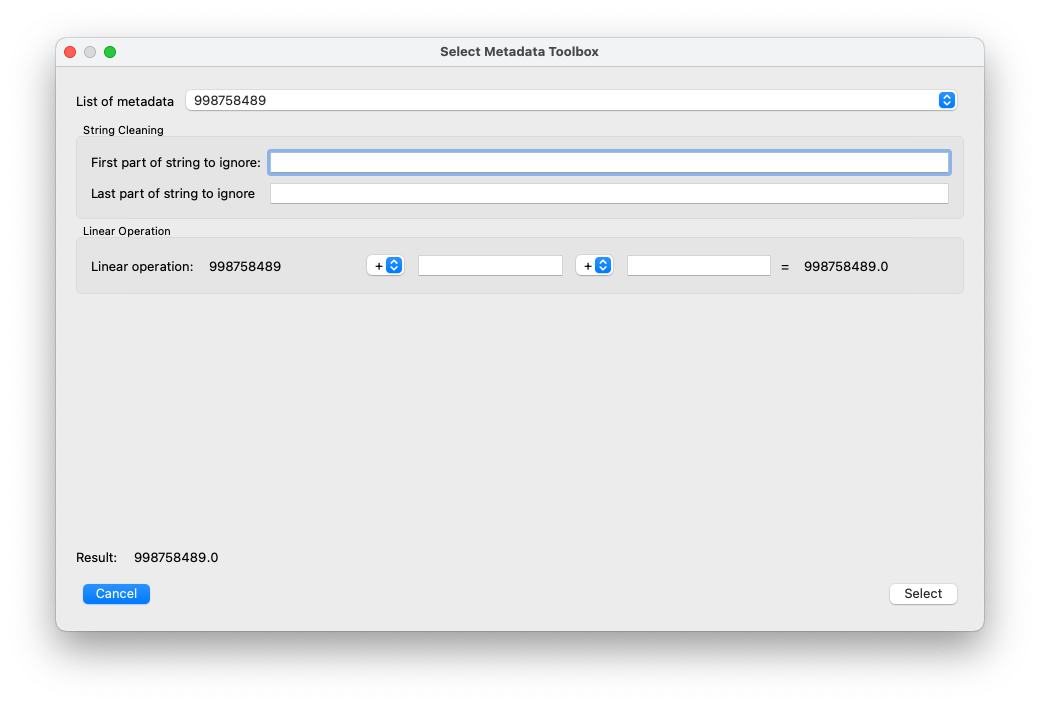 Select Metadata Toolbox
List of metadata 998758489
String Cleaning
First part of string to ignore:
Last part of string to ignore
Linear Operation
Linear operation: 998758489 + + = 998758489.0
Result: 998758489.0
Cancel Select